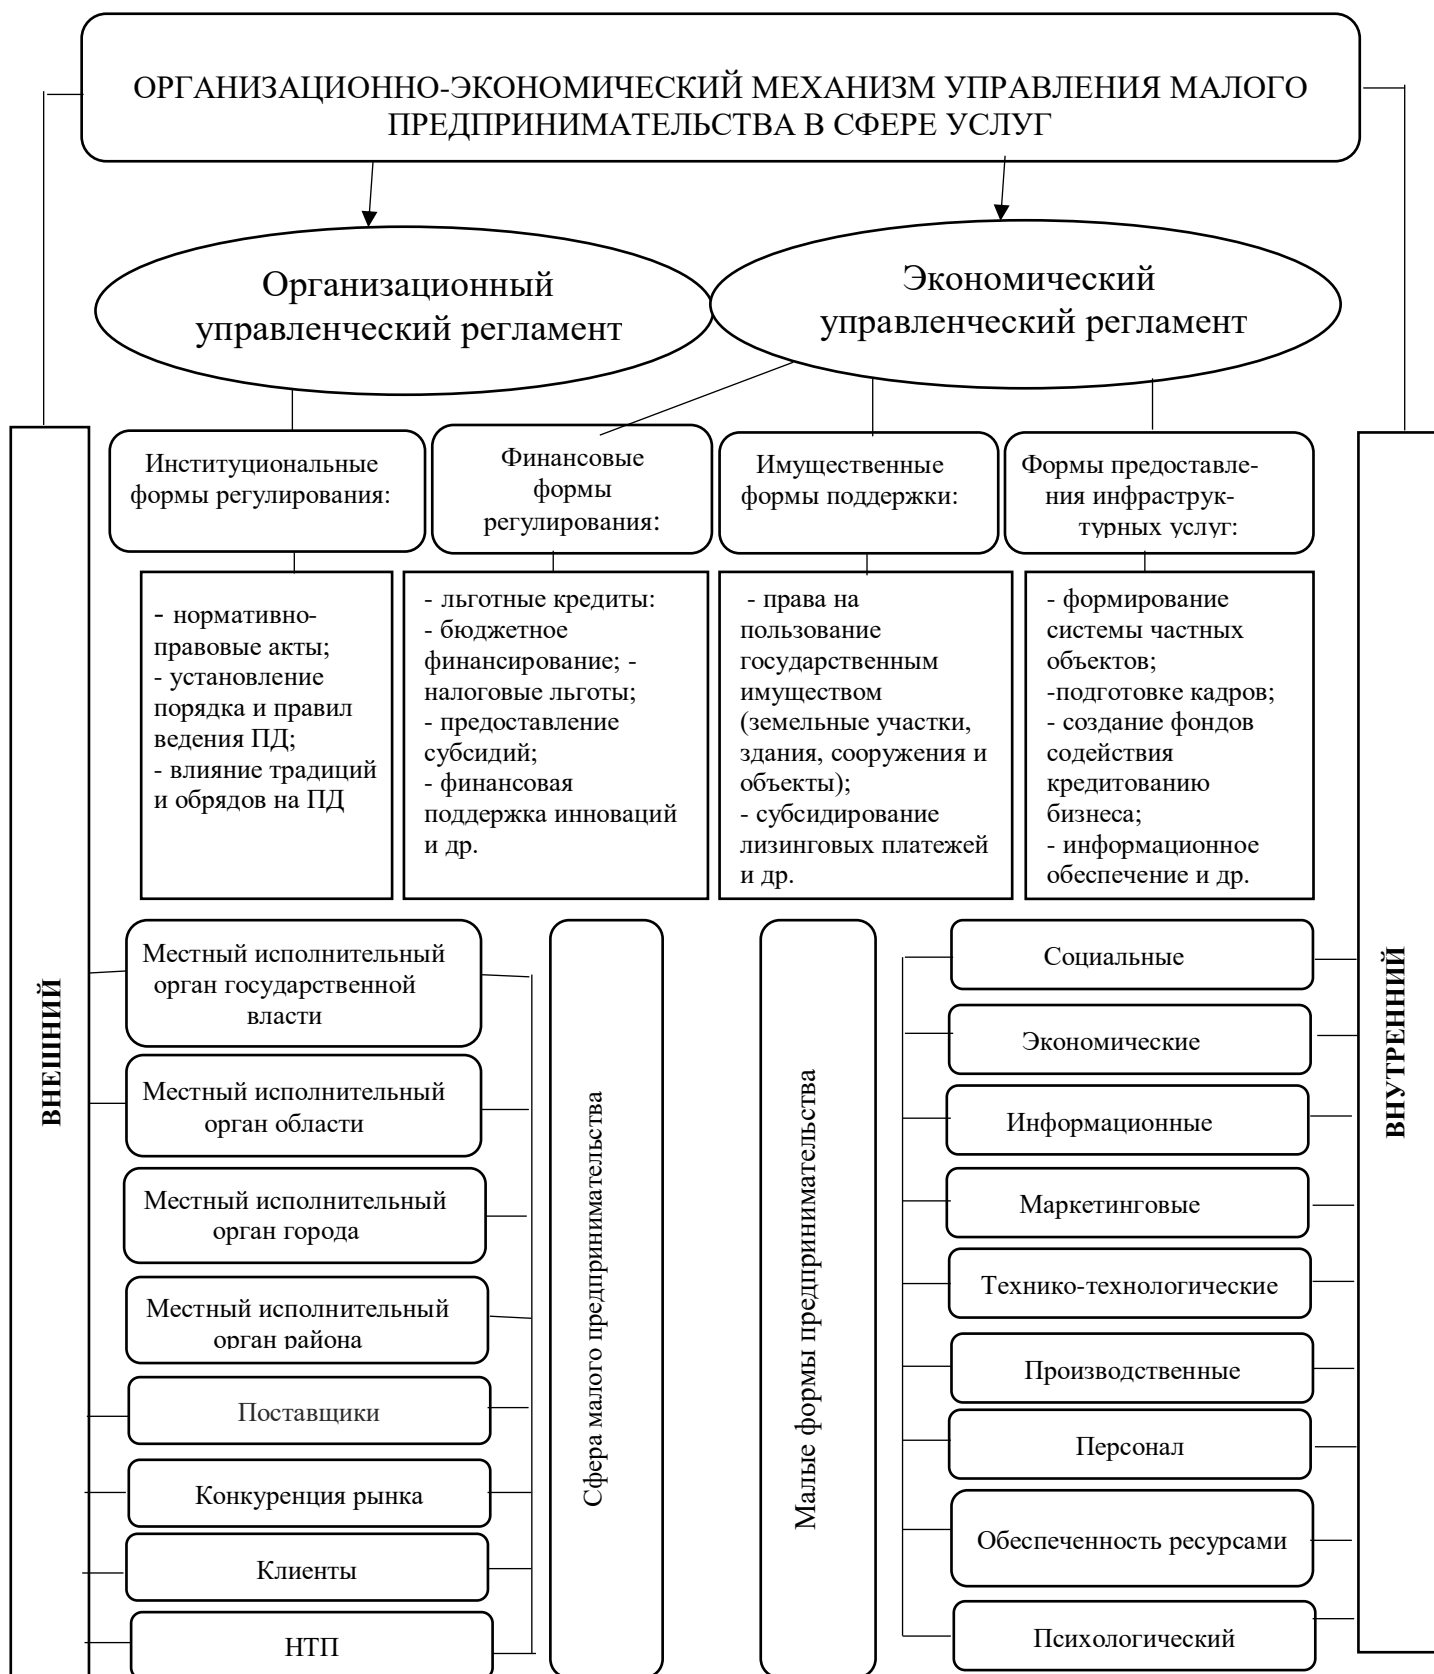 ОРГАНИЗАЦИОННО-ЭКОНОМИЧЕСКИЙ МЕХАНИЗМ УПРАВЛЕНИЯ МАЛОГО
ПРЕДПРИНИМАТЕЛЬСТВА В СФЕРЕ УСЛУГ
Организационный
управленческий регламент
Экономический
управленческий регламент
Институциональные
формы регулирования:
Финансовые
формы
регулирования:
Имущественные
формы поддержки:
Формы предоставле-
ния инфраструк-
турных услуг:
- нормативно-
правовые акты;
- установление
порядка и правил
ведения ПД;
- влияние традиций
и обрядов на ПД
- льготные кредиты:
- бюджетное
финансирование; -
налоговые льготы;
- предоставление
субсидий;
- финансовая
поддержка инноваций
и др.
- права на
пользование
государственным
имуществом
(земельные участки,
здания, сооружения и
объекты);
- субсидирование
лизинговых платежей
и др.
- формирование
системы частных
объектов;
-подготовке кадров;
- создание фондов
содействия
кредитованию
бизнеса;
- информационное
обеспечение и др.
ВНЕШНИЙ
Местный исполнительный
орган государственной
власти
Местный исполнительный
орган области
Местный исполнительный
орган города
Местный исполнительный
орган района
Поставщики
Конкуренция рынка
Клиенты
НТП
Сфера малого предпринимательства
Малые формы предпринимательства
Социальные
Экономические
Информационные
Маркетинговые
Технико-технологические
Производственные
Персонал
Обеспеченность ресурсами
Психологический
ВНУТРЕННИЙ